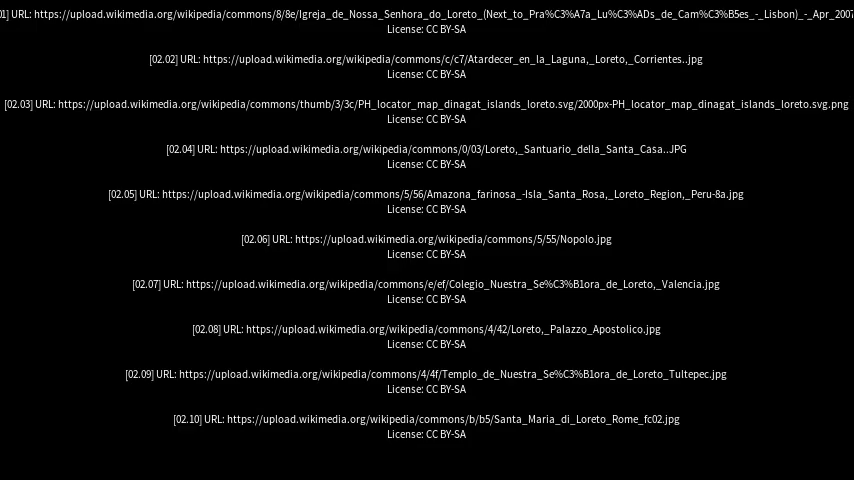 1] URL: https://upload.wikimedia.org/wikipedia/commons/8/8e/Igreja_de_Nossa_Senhora_do_Loreto_(Next_to_Pra%C3%A7a_Lu%C3%ADs_de_Cam%C3%B5es_-_Lisbon)_-_Apr_2007
License: CC BY-SA
[02.02] URL: https://upload.wikimedia.org/wikipedia/commons/c/c7/Atardecer_en_la_Laguna,_Loreto,_Corrientes..jpg
License: CC BY-SA
[02.03] URL: https://upload.wikimedia.org/wikipedia/commons/thumb/3/3c/PH_locator_map_dinagat_islands_loreto.svg/2000px-PH_locator_map_dinagat_islands_loreto.svg.png
License: CC BY-SA
[02.04] URL: https://upload.wikimedia.org/wikipedia/commons/0/03/Loreto,_Santuario_della_Santa_Casa..JPG
License: CC BY-SA
[02.05] URL: https://upload.wikimedia.org/wikipedia/commons/5/56/Amazona_farinosa_-Isla_Santa_Rosa,_Loreto_Region,_Peru-8a.jpg
License: CC BY-SA
[02.06] URL: https://upload.wikimedia.org/wikipedia/commons/5/55/Nopolo.jpg
License: CC BY-SA
[02.07] URL: https://upload.wikimedia.org/wikipedia/commons/e/ef/Colegio_Nuestra_Se%C3%B1ora_de_Loreto,_Valencia.jpg
License: CC BY-SA
[02.08] URL: https://upload.wikimedia.org/wikipedia/commons/4/42/Loreto,_Palazzo_Apostolico.jpg
License: CC BY-SA
[02.09] URL: https://upload.wikimedia.org/wikipedia/commons/4/4f/Templo_de_Nuestra_Se%C3%B1ora_de_Loreto_Tultepec.jpg
License: CC BY-SA
[02.10] URL: https://upload.wikimedia.org/wikipedia/commons/b/b5/Santa_Maria_di_Loreto_Rome_fc02.jpg
License: CC BY-SA